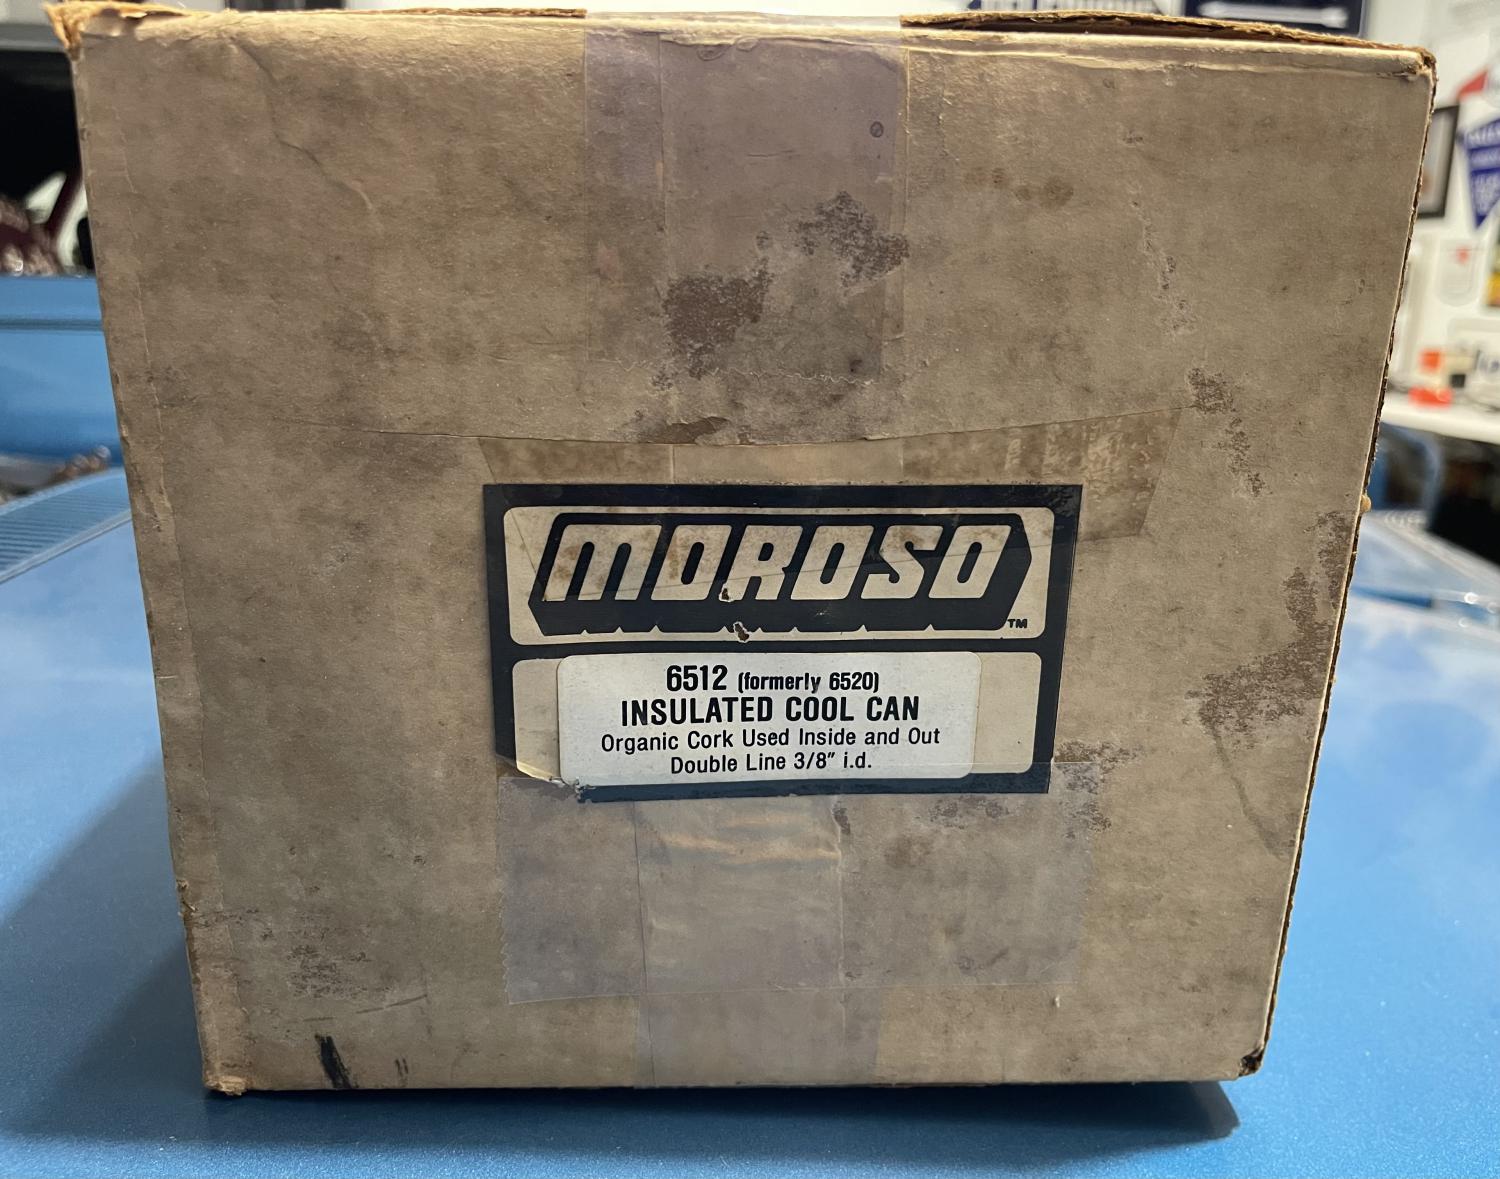 MOROSO
TM
6512 (formerly 6520)
INSULATED COOL CAN
Organic Cork Used Inside and Out
Double Line 3/8" i.d.